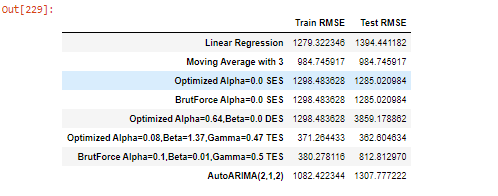 Out[229]:
Train RMSE Test RMSE
Linear Regression 1279.322346 1394.441182
Moving Average with 3 984.745917 984.745917
Optimized Alpha=0.0 SES 1298.483628 1285.020984
BrutForce Alpha=0.0 SES 1298.483628 1285.020984
Optimized Alpha=0.64,Beta=0.0 DES 1298.483628 3859.178862
Optimized Alpha=0.08,Beta=1.37,Gamma=0.47 TES 371.264433 362.604634
BrutForce Alpha=0.1,Beta=0.01,Gamma=0.5 TES 380.278116 812.812970
AutoARIMA(2,1,2) 1082.422344 1307.777222